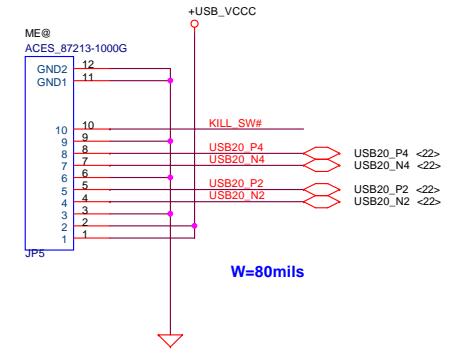 +USB_VCCC
ME@
ACES_87213-1000G
GND2 12
GND1 11
10 10 KILL_SW#
9 9
8 8 USB20_P4 USB20_P4 <22>
7 7 USB20_N4 USB20_N4 <22>
6 6
5 5 USB20_P2 USB20_P2 <22>
4 4 USB20_N2 USB20_N2 <22>
3 3
2 2
1 1
JP5
W=80mils